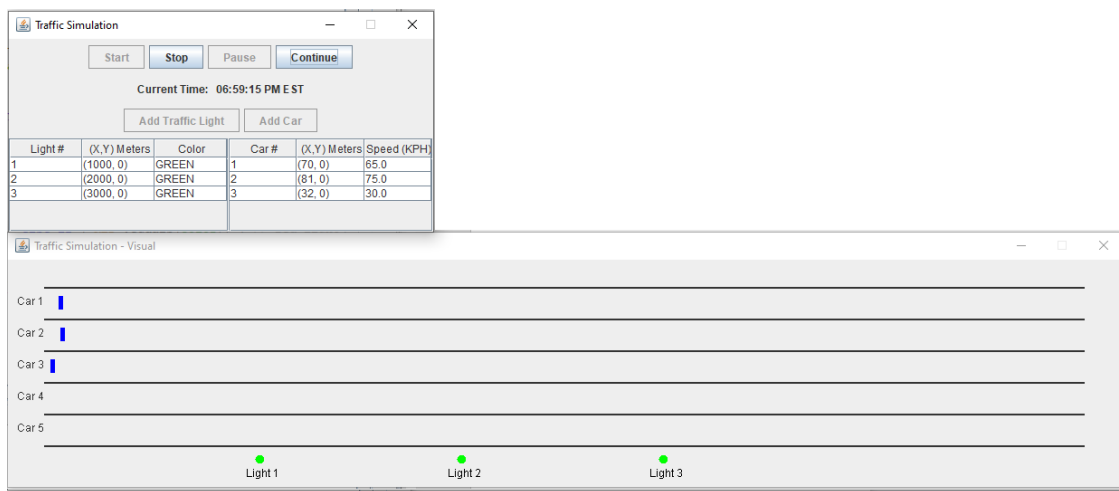 Traffic Simulation
Start Stop Pause Continue
Current Time: 06:59:15 PM EST
Add Traffic Light Add Car
Light # (X,Y) Meters Color Car # (X,Y) Meters Speed (KPH)
1 (1000, 0) GREEN 1 (70, 0) 65.0
2 (2000, 0) GREEN 2 (81, 0) 75.0
3 (3000, 0) GREEN 3 (32, 0) 30.0
Traffic Simulation - Visual
Car 1
Car 2
Car 3
Car 4
Car 5
Light 1 Light 2 Light 3